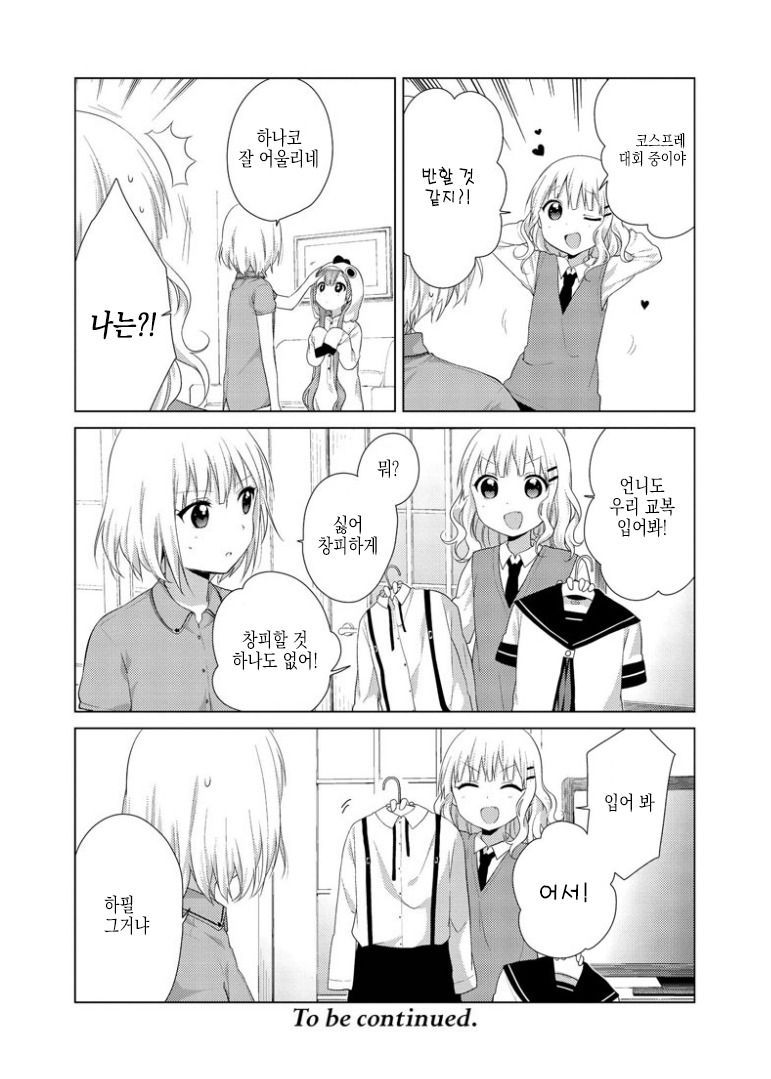 코스프레
대회 중이야
반할 것
같지?!
하나코
잘 어울리네
나는?!
언니도
우리 교복
입어봐!
뭐?
싫어
창피하게
창피할 것
하나도 없어!
입어 봐
어서!
하필
그거냐
To be continued.